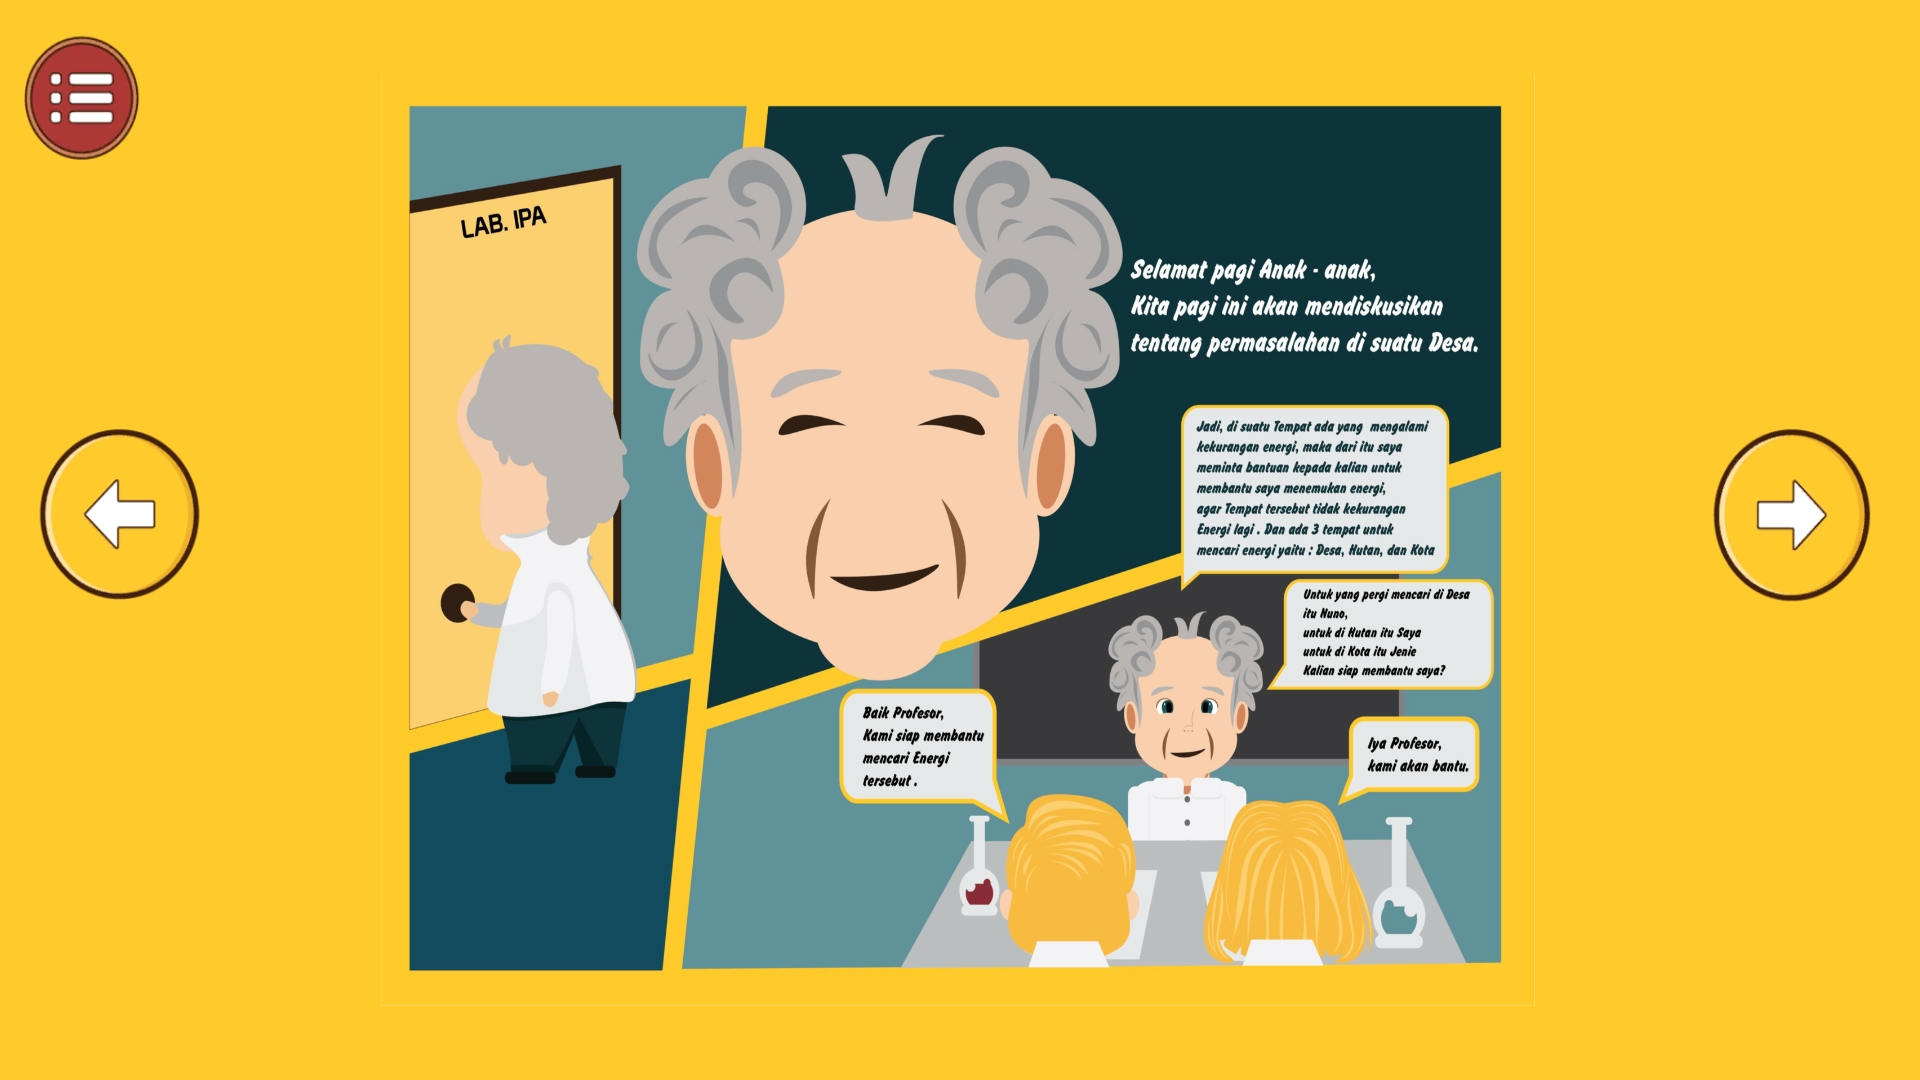 LAB. IPA
Selamat pagi Anak - anak,
Kita pagi ini akan mendiskusikan
tentang permasalahan di suatu Desa.
Jadi, di suatu Tempat ada yang mengalami
kekurangan energi, maka dari itu saya
meminta bantuan kepada kalian untuk
membantu saya menemukan energi,
agar Tempat tersebut tidak kekurangan
Energi lagi . Dan ada 3 tempat untuk
mencari energi yaitu : Desa, Hutan, dan Kota
Untuk yang pergi mencari di Desa
itu Nuno,
untuk di Hutan itu Saya
untuk di Kota itu Jenie
Kalian siap membantu saya?
Baik Profesor,
Kami siap membantu
mencari Energi
tersebut .
Iya Profesor,
kami akan bantu.